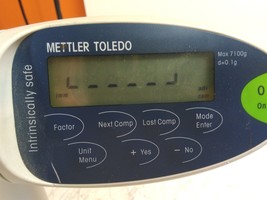 METTLER TOLEDO
Max 7100g
d=0.1g
Intrinsically safe
Factor
Next Comp
Last Comp
Mode
Enter
Unit
Menu
+ Yes
− No